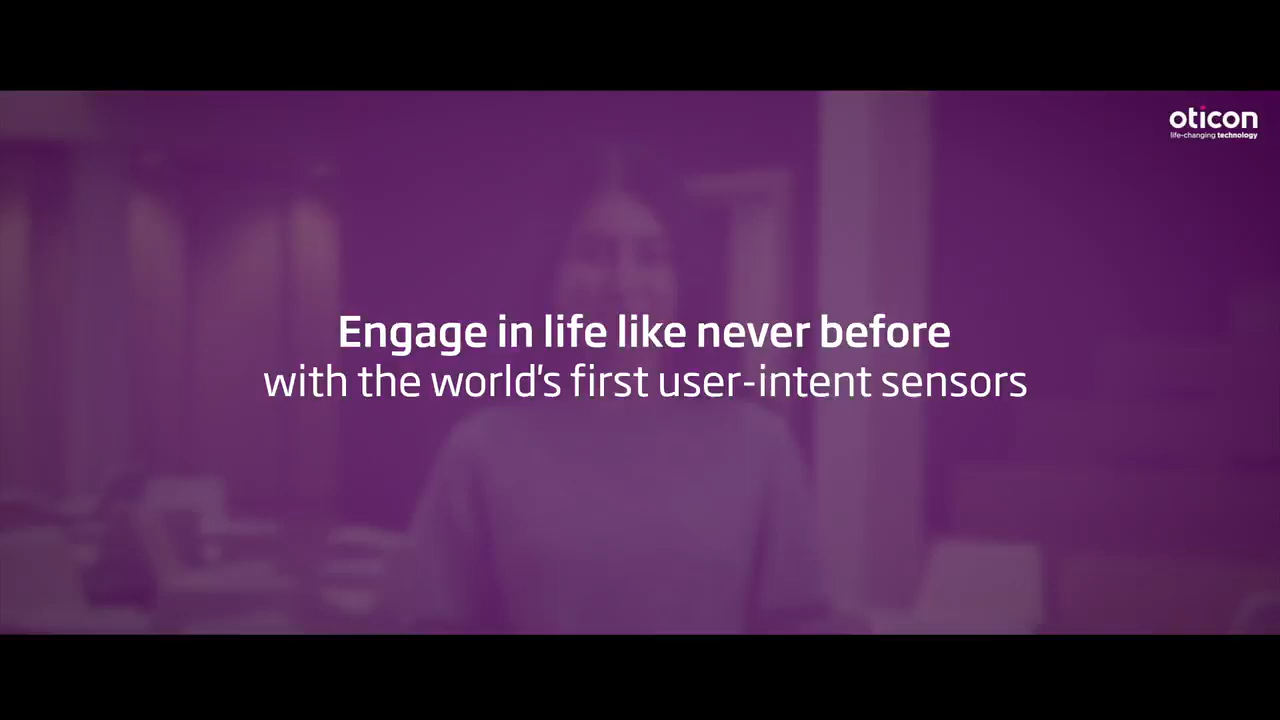 oticon
life-changing technology
Engage in life like never before
with the world's first user-intent sensors